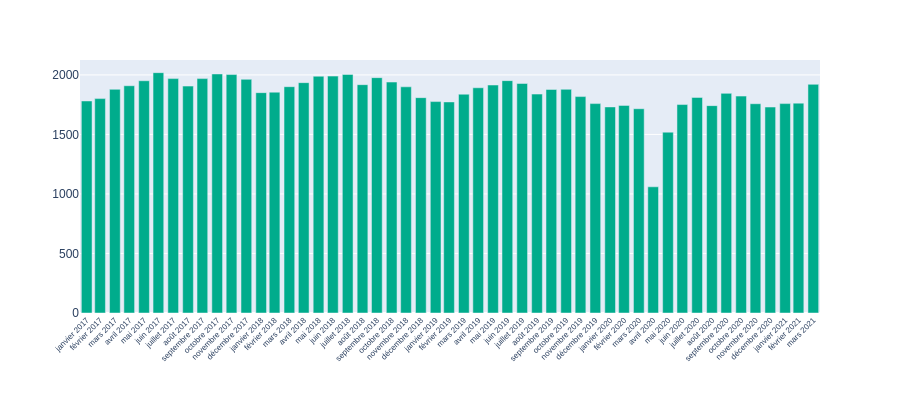 2000
1500
1000
500
0
janvier 2017
février 2017
mars 2017
avril 2017
mai 2017
juin 2017
juillet 2017
août 2017
septembre 2017
octobre 2017
novembre 2017
décembre 2017
janvier 2018
février 2018
mars 2018
avril 2018
mai 2018
juin 2018
juillet 2018
août 2018
septembre 2018
octobre 2018
novembre 2018
décembre 2018
janvier 2019
février 2019
mars 2019
avril 2019
mai 2019
juin 2019
juillet 2019
août 2019
septembre 2019
octobre 2019
novembre 2019
décembre 2019
janvier 2020
février 2020
mars 2020
avril 2020
mai 2020
juin 2020
juillet 2020
août 2020
septembre 2020
octobre 2020
novembre 2020
décembre 2020
janvier 2021
février 2021
mars 2021